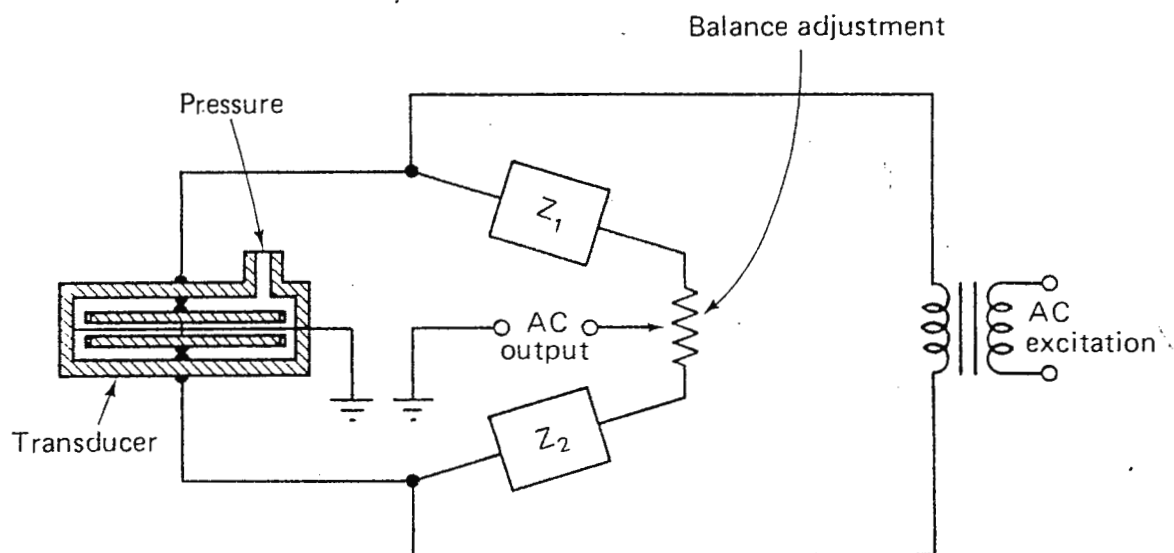 Balance adjustment
Pressure
Z1
AC
output
AC
excitation
Z2
Transducer